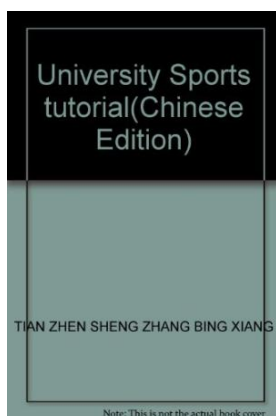 University Sports
tutorial(Chinese
Edition)
TIAN ZHEN SHENG ZHANG BING XIANG
Note: This is not the actual book cover